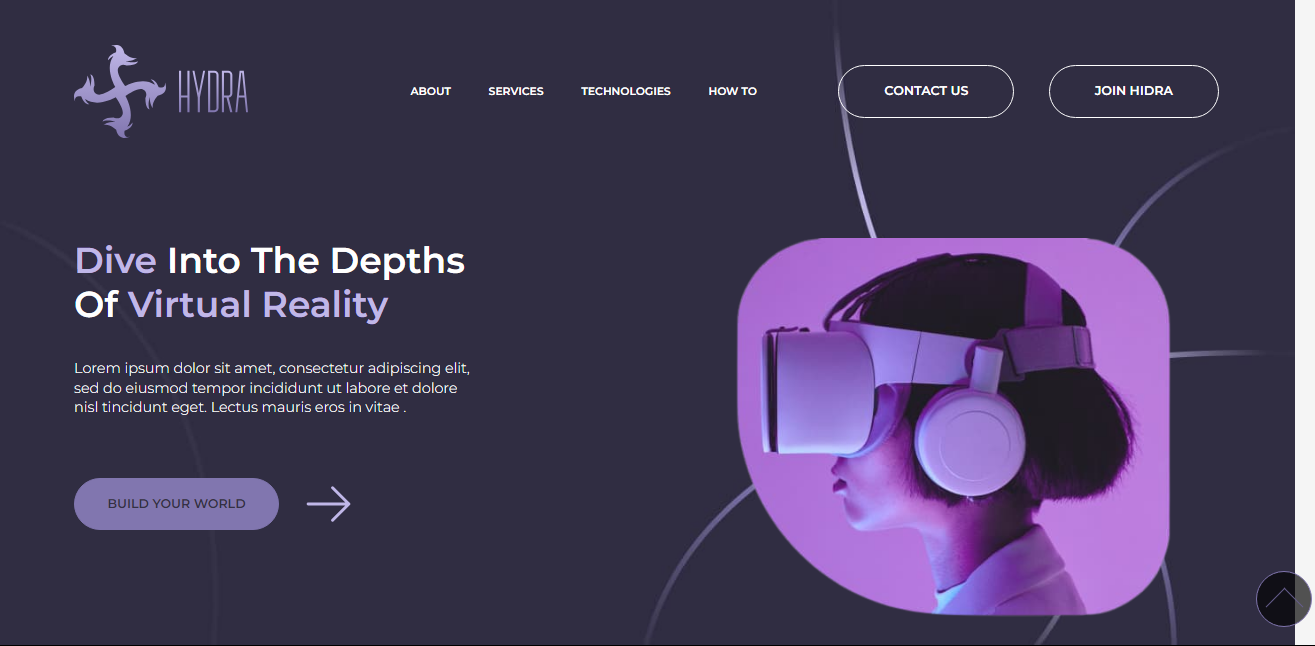 HYDRA
ABOUT SERVICES TECHNOLOGIES HOW TO CONTACT US JOIN HIDRA
Dive Into The Depths
Of Virtual Reality
Lorem ipsum dolor sit amet, consectetur adipiscing elit,
sed do eiusmod tempor incididunt ut labore et dolore
nisl tincidunt eget. Lectus mauris eros in vitae .
BUILD YOUR WORLD